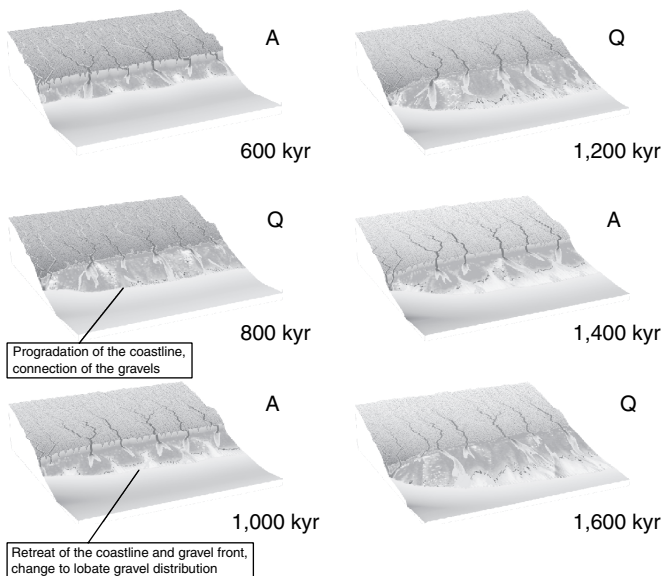 A
600 kyr
Q
800 kyr
Progradation of the coastline,
connection of the gravels
A
1,000 kyr
Retreat of the coastline and gravel front,
change to lobate gravel distribution
Q
1,200 kyr
A
1,400 kyr
Q
1,600 kyr